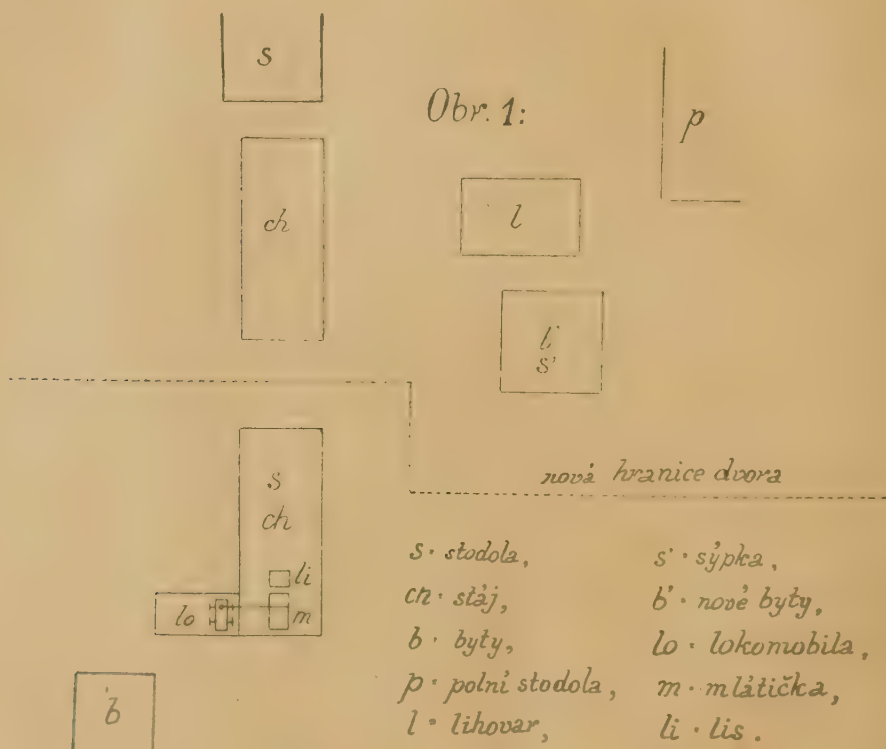 s
Obr. 1:
p
ch
l
l'
s'
nová hranice dvora
s
ch
li
lo
m
b
s · stodola,
ch · stáj,
b · byty,
p · polní stodola,
l · lihovar,
s' · sýpka,
b' · nové byty,
lo · lokomobila,
m · mlátička,
li · lis.